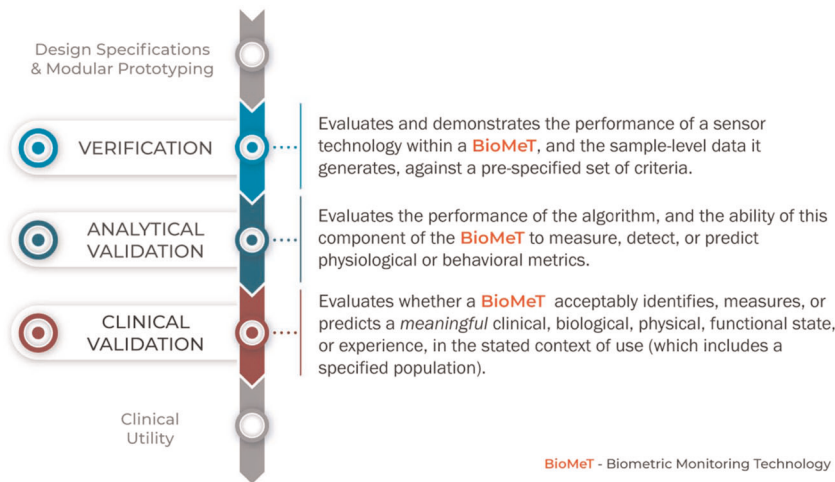 Design Specifications
& Modular Prototyping
VERIFICATION
Evaluates and demonstrates the performance of a sensor
technology within a BioMeT, and the sample-level data it
generates, against a pre-specified set of criteria.
ANALYTICAL
VALIDATION
Evaluates the performance of the algorithm, and the ability of this
component of the BioMeT to measure, detect, or predict
physiological or behavioral metrics.
CLINICAL
VALIDATION
Evaluates whether a BioMeT acceptably identifies, measures, or
predicts a meaningful clinical, biological, physical, functional state,
or experience, in the stated context of use (which includes a
specified population).
Clinical
Utility
BioMeT - Biometric Monitoring Technology